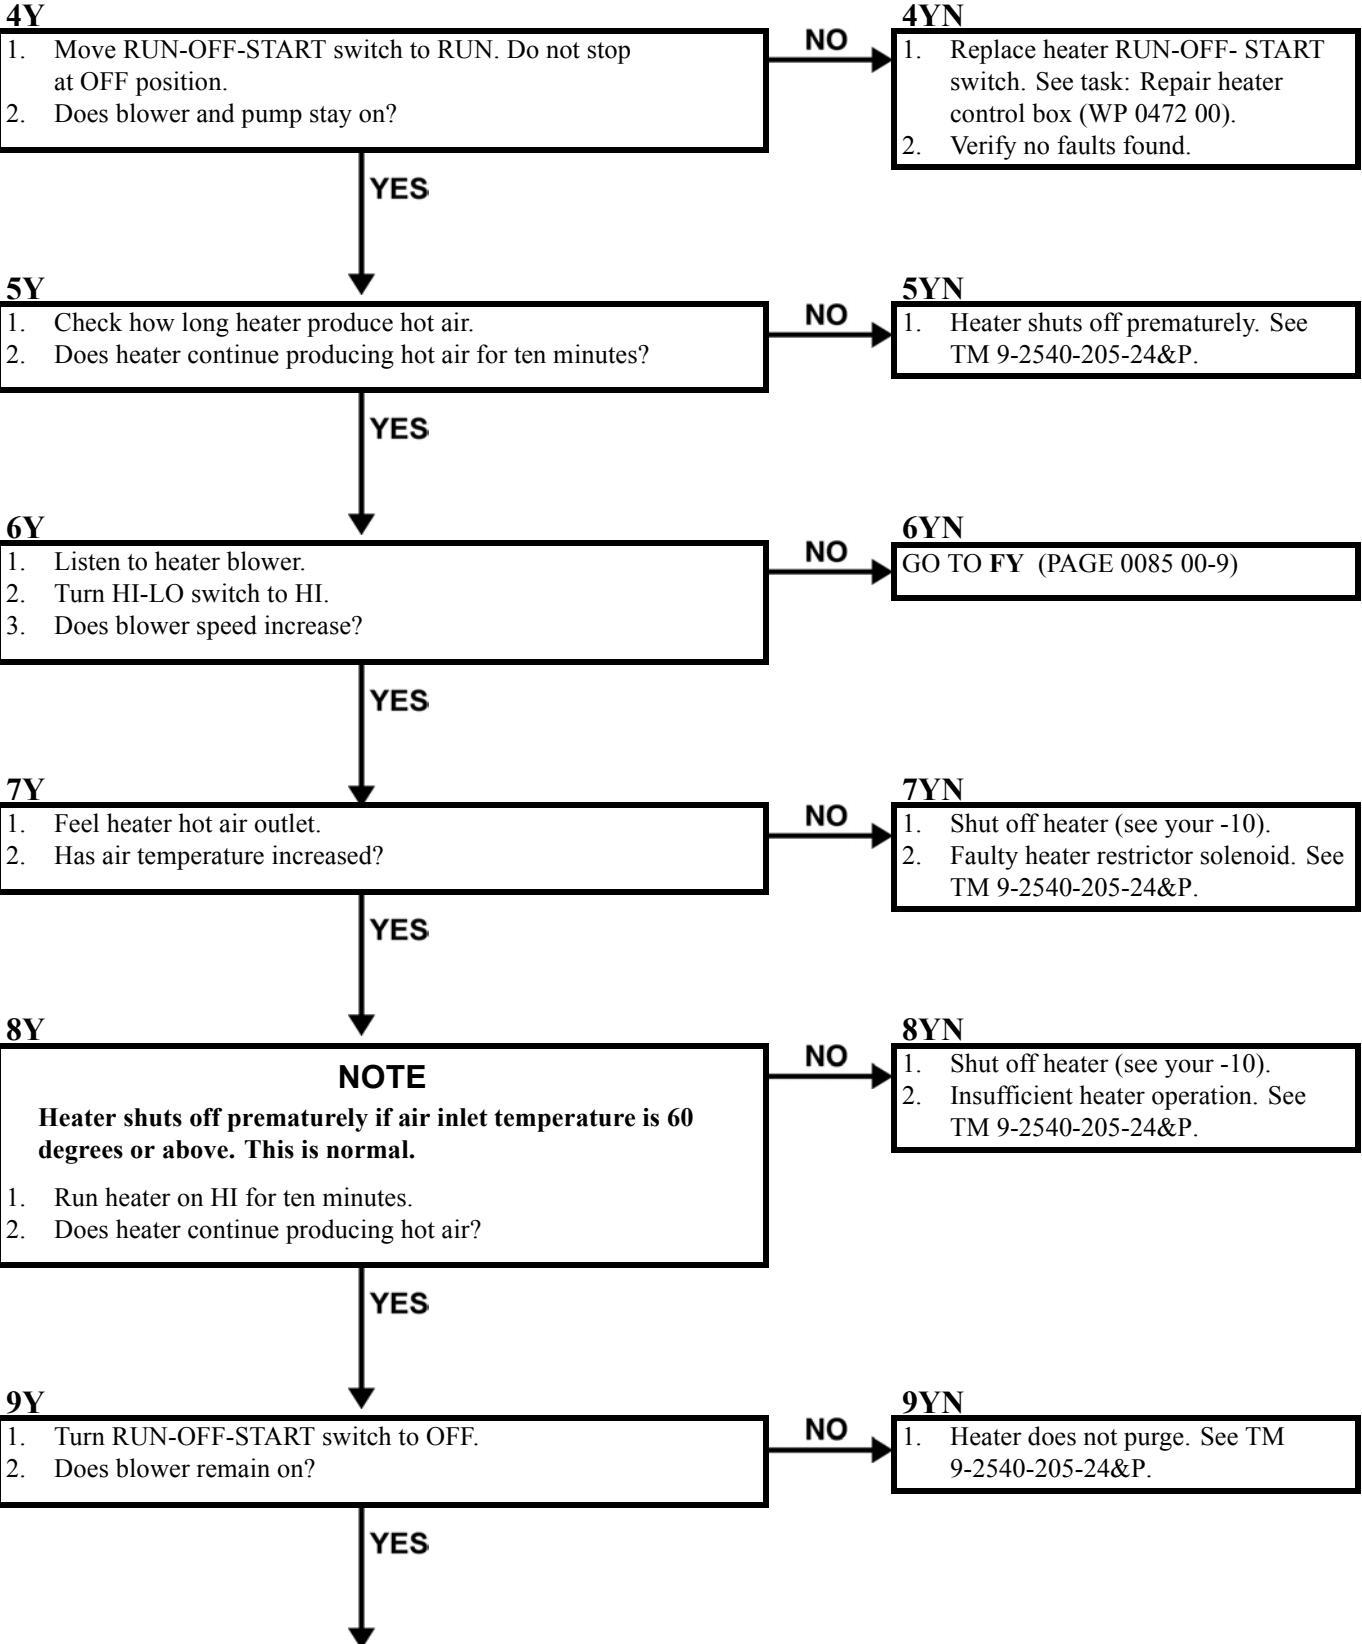 4Y
1. Move RUN-OFF-START switch to RUN. Do not stop
at OFF position.
2. Does blower and pump stay on?
NO
4YN
1. Replace heater RUN-OFF- START
switch. See task: Repair heater
control box (WP 0472 00).
2. Verify no faults found.
YES
5Y
1. Check how long heater produce hot air.
2. Does heater continue producing hot air for ten minutes?
NO
5YN
1. Heater shuts off prematurely. See
TM 9-2540-205-24&P.
YES
6Y
1. Listen to heater blower.
2. Turn HI-LO switch to HI.
3. Does blower speed increase?
NO
6YN
GO TO FY (PAGE 0085 00-9)
YES
7Y
1. Feel heater hot air outlet.
2. Has air temperature increased?
NO
7YN
1. Shut off heater (see your -10).
2. Faulty heater restrictor solenoid. See
TM 9-2540-205-24&P.
YES
8Y
NOTE
Heater shuts off prematurely if air inlet temperature is 60
degrees or above. This is normal.
1. Run heater on HI for ten minutes.
2. Does heater continue producing hot air?
NO
8YN
1. Shut off heater (see your -10).
2. Insufficient heater operation. See
TM 9-2540-205-24&P.
YES
9Y
1. Turn RUN-OFF-START switch to OFF.
2. Does blower remain on?
NO
9YN
1. Heater does not purge. See TM
9-2540-205-24&P.
YES